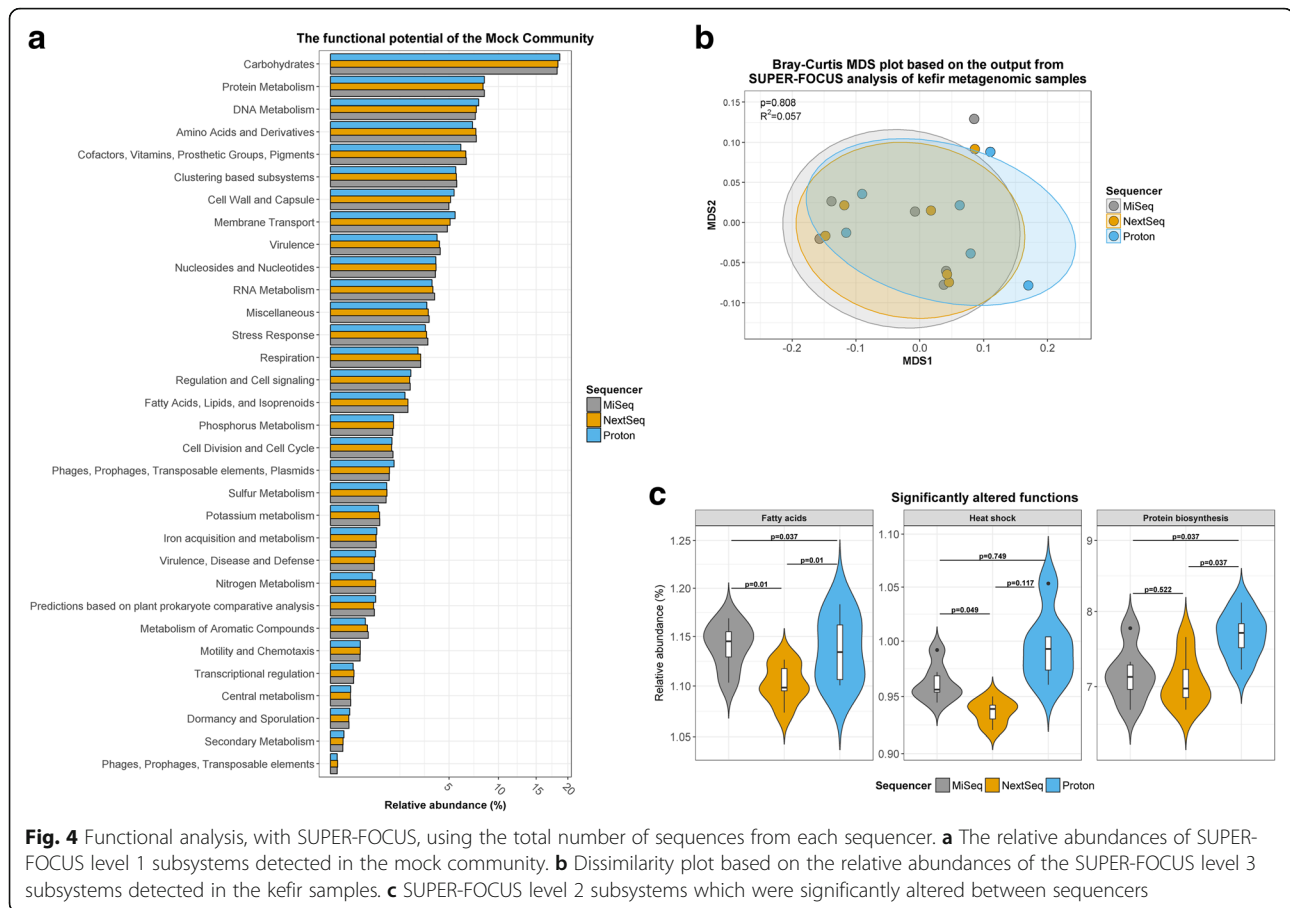 a
The functional potential of the Mock Community
Carbohydrates
Protein Metabolism
DNA Metabolism
Amino Acids and Derivatives
Cofactors, Vitamins, Prosthetic Groups, Pigments
Clustering based subsystems
Cell Wall and Capsule
Membrane Transport
Virulence
Nucleosides and Nucleotides
RNA Metabolism
Miscellaneous
Stress Response
Respiration
Regulation and Cell signaling
Fatty Acids, Lipids, and Isoprenoids
Phosphorus Metabolism
Cell Division and Cell Cycle
Phages, Prophages, Transposable elements, Plasmids
Sulfur Metabolism
Potassium metabolism
Iron acquisition and metabolism
Virulence, Disease and Defense
Nitrogen Metabolism
Predictions based on plant prokaryote comparative analysis
Metabolism of Aromatic Compounds
Motility and Chemotaxis
Transcriptional regulation
Central metabolism
Dormancy and Sporulation
Secondary Metabolism
Phages, Prophages, Transposable elements
5 10 15 20
Relative abundance (%)
Sequencer
MiSeq
NextSeq
Proton
b
Bray-Curtis MDS plot based on the output from
SUPER-FOCUS analysis of kefir metagenomic samples
p=0.808
R²=0.057
0.15
0.10
0.05
0.00
-0.05
-0.10
MDS2
-0.2 -0.1 0.0 0.1 0.2
MDS1
Sequencer
MiSeq
NextSeq
Proton
c
Significantly altered functions
Fatty acids Heat shock Protein biosynthesis
Relative abundance (%)
1.25
1.20
1.15
1.10
1.05
p=0.037
p=0.01
p=0.01
1.10
1.05
1.00
0.95
0.90
p=0.749
p=0.117
p=0.049
9
8
7
p=0.037
p=0.037
p=0.522
Sequencer MiSeq NextSeq Proton
Fig. 4 Functional analysis, with SUPER-FOCUS, using the total number of sequences from each sequencer. a The relative abundances of SUPER-
FOCUS level 1 subsystems detected in the mock community. b Dissimilarity plot based on the relative abundances of the SUPER-FOCUS level 3
subsystems detected in the kefir samples. c SUPER-FOCUS level 2 subsystems which were significantly altered between sequencers